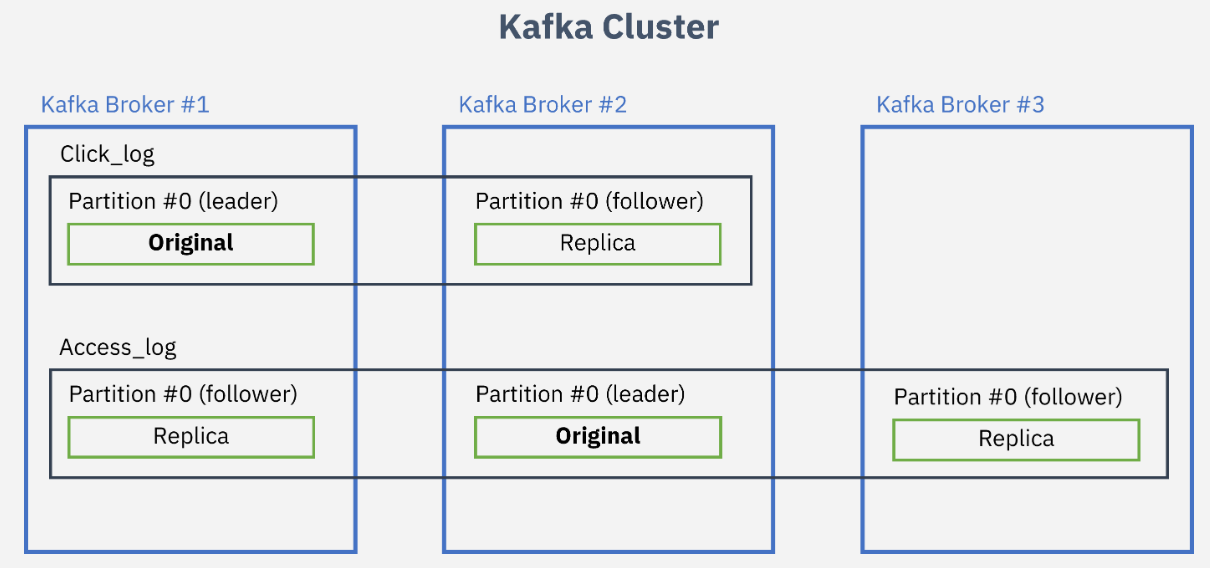 Kafka Cluster
Kafka Broker #1
Kafka Broker #2
Kafka Broker #3
Click_log
Partition #0 (leader)
Original
Partition #0 (follower)
Replica
Access_log
Partition #0 (follower)
Replica
Partition #0 (leader)
Original
Partition #0 (follower)
Replica